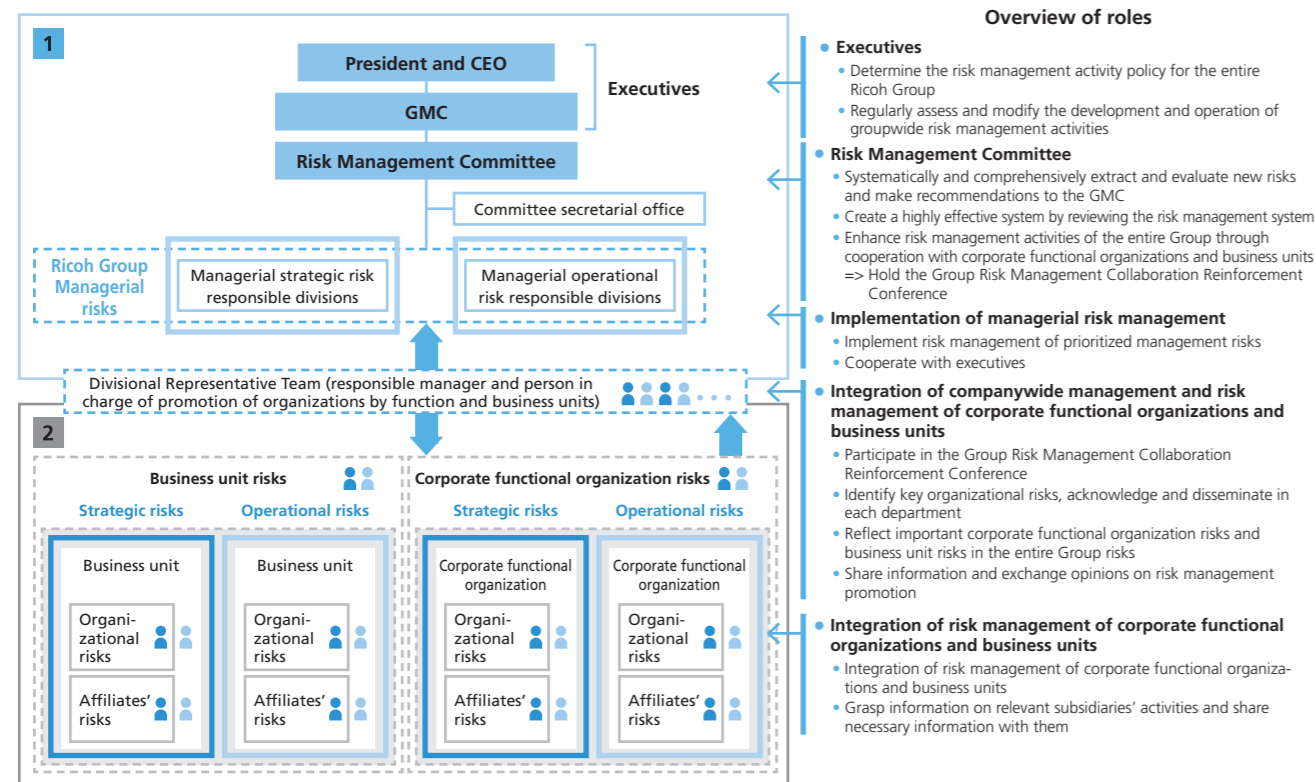 1
President and CEO
GMC
Executives
Risk Management Committee
Committee secretarial office
Ricoh Group
Managerial
risks
Managerial strategic risk
responsible divisions
Managerial operational
risk responsible divisions
Divisional Representative Team (responsible manager and person in
charge of promotion of organizations by function and business units)
2
Business unit risks
Strategic risks
Operational risks
Business unit
Organi-
zational
risks
Affiliates'
risks
Business unit
Organi-
zational
risks
Affiliates'
risks
Corporate functional organization risks
Strategic risks
Operational risks
Corporate functional
organization
Organi-
zational
risks
Affiliates'
risks
Corporate functional
organization
Organi-
zational
risks
Affiliates'
risks
Overview of roles
• Executives
• Determine the risk management activity policy for the entire
Ricoh Group
• Regularly assess and modify the development and operation of
groupwide risk management activities
• Risk Management Committee
• Systematically and comprehensively extract and evaluate new risks
and make recommendations to the GMC
• Create a highly effective system by reviewing the risk management system
• Enhance risk management activities of the entire Group through
cooperation with corporate functional organizations and business units
=> Hold the Group Risk Management Collaboration Reinforcement
Conference
• Implementation of managerial risk management
• Implement risk management of prioritized management risks
• Cooperate with executives
• Integration of companywide management and risk
management of corporate functional organizations and
business units
• Participate in the Group Risk Management Collaboration
Reinforcement Conference
• Identify key organizational risks, acknowledge and disseminate in
each department
• Reflect important corporate functional organization risks and
business unit risks in the entire Group risks
• Share information and exchange opinions on risk management
promotion
• Integration of risk management of corporate functional
organizations and business units
• Integration of risk management of corporate functional organiza-
tions and business units
• Grasp information on relevant subsidiaries' activities and share
necessary information with them